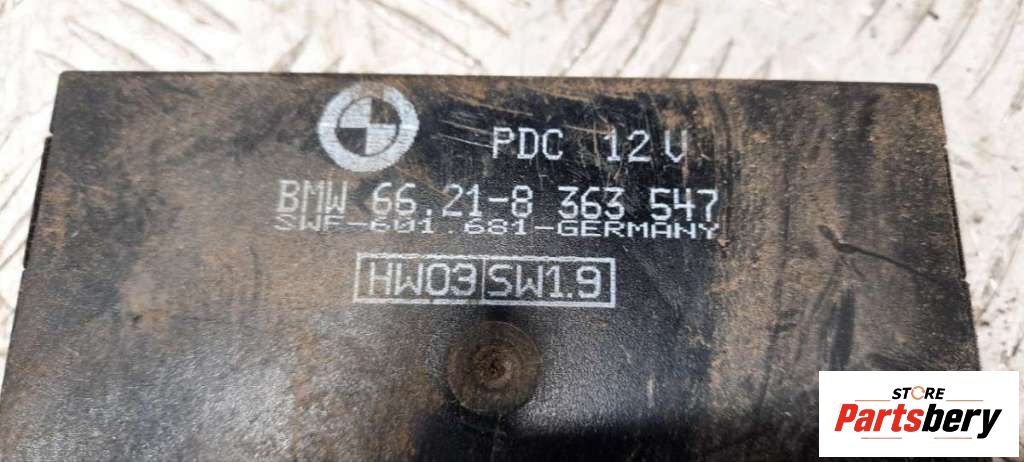 PDC 12V
BMW 66.21-8 363 547
SWF-601.681-GERMANY
HW03 SW1.9
STORE
Partsbery